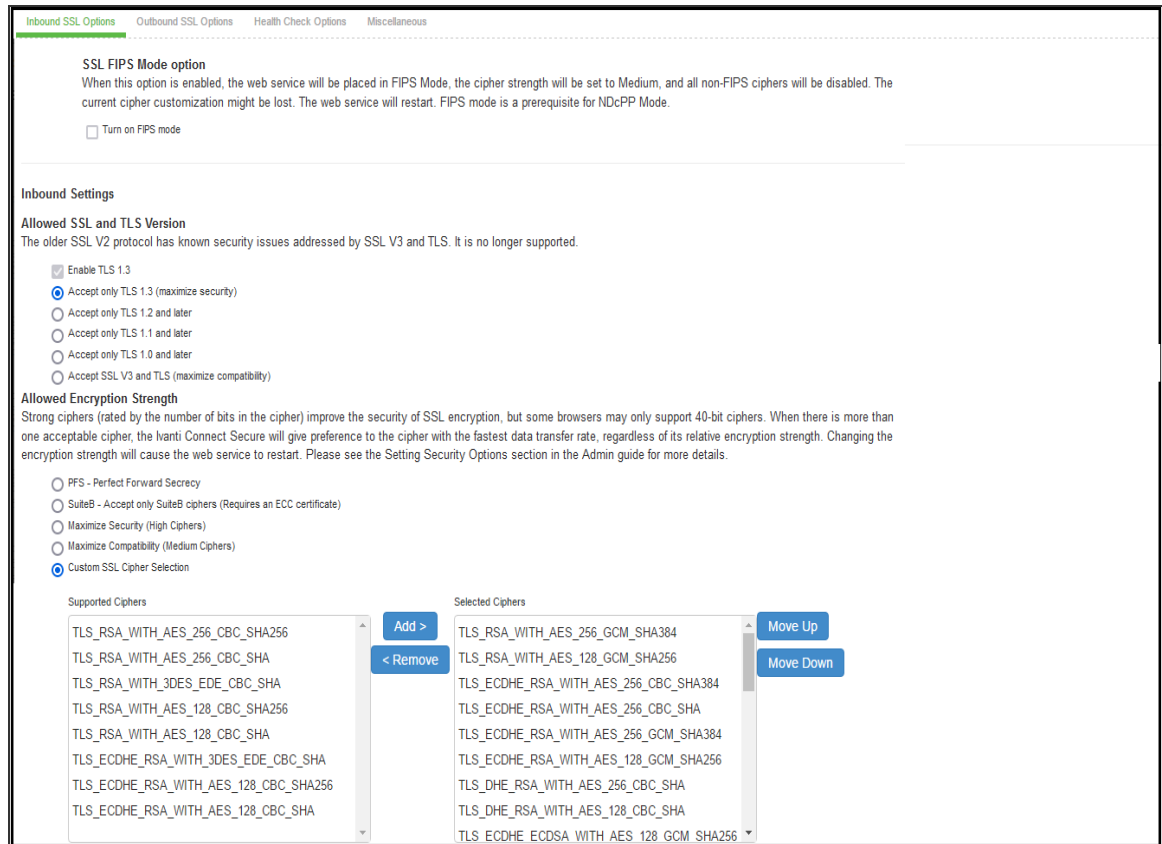 Inbound SSL Options Outbound SSL Options Health Check Options Miscellaneous
SSL FIPS Mode option
When this option is enabled, the web service will be placed in FIPS Mode, the cipher strength will be set to Medium, and all non-FIPS ciphers will be disabled. The
current cipher customization might be lost. The web service will restart. FIPS mode is a prerequisite for NDcPP Mode.
Turn on FIPS mode
Inbound Settings
Allowed SSL and TLS Version
The older SSL V2 protocol has known security issues addressed by SSL V3 and TLS. It is no longer supported.
Enable TLS 1.3
Accept only TLS 1.3 (maximize security)
Accept only TLS 1.2 and later
Accept only TLS 1.1 and later
Accept only TLS 1.0 and later
Accept SSL V3 and TLS (maximize compatibility)
Allowed Encryption Strength
Strong ciphers (rated by the number of bits in the cipher) improve the security of SSL encryption, but some browsers may only support 40-bit ciphers. When there is more than
one acceptable cipher, the Ivanti Connect Secure will give preference to the cipher with the fastest data transfer rate, regardless of its relative encryption strength. Changing the
encryption strength will cause the web service to restart. Please see the Setting Security Options section in the Admin guide for more details.
PFS - Perfect Forward Secrecy
SuiteB - Accept only SuiteB ciphers (Requires an ECC certificate)
Maximize Security (High Ciphers)
Maximize Compatibility (Medium Ciphers)
Custom SSL Cipher Selection
Supported Ciphers
TLS_RSA_WITH_AES_256_CBC_SHA256
TLS_RSA_WITH_AES_256_CBC_SHA
TLS_RSA_WITH_3DES_EDE_CBC_SHA
TLS_RSA_WITH_AES_128_CBC_SHA256
TLS_RSA_WITH_AES_128_CBC_SHA
TLS_ECDHE_RSA_WITH_3DES_EDE_CBC_SHA
TLS_ECDHE_RSA_WITH_AES_128_CBC_SHA256
TLS_ECDHE_RSA_WITH_AES_128_CBC_SHA
Add >
< Remove
Selected Ciphers
TLS_RSA_WITH_AES_256_GCM_SHA384
TLS_RSA_WITH_AES_128_GCM_SHA256
TLS_ECDHE_RSA_WITH_AES_256_CBC_SHA384
TLS_ECDHE_RSA_WITH_AES_256_CBC_SHA
TLS_ECDHE_RSA_WITH_AES_256_GCM_SHA384
TLS_ECDHE_RSA_WITH_AES_128_GCM_SHA256
TLS_DHE_RSA_WITH_AES_256_CBC_SHA
TLS_DHE_RSA_WITH_AES_128_CBC_SHA
TLS_ECDHE_ECDSA_WITH_AES_128_GCM_SHA256
Move Up
Move Down